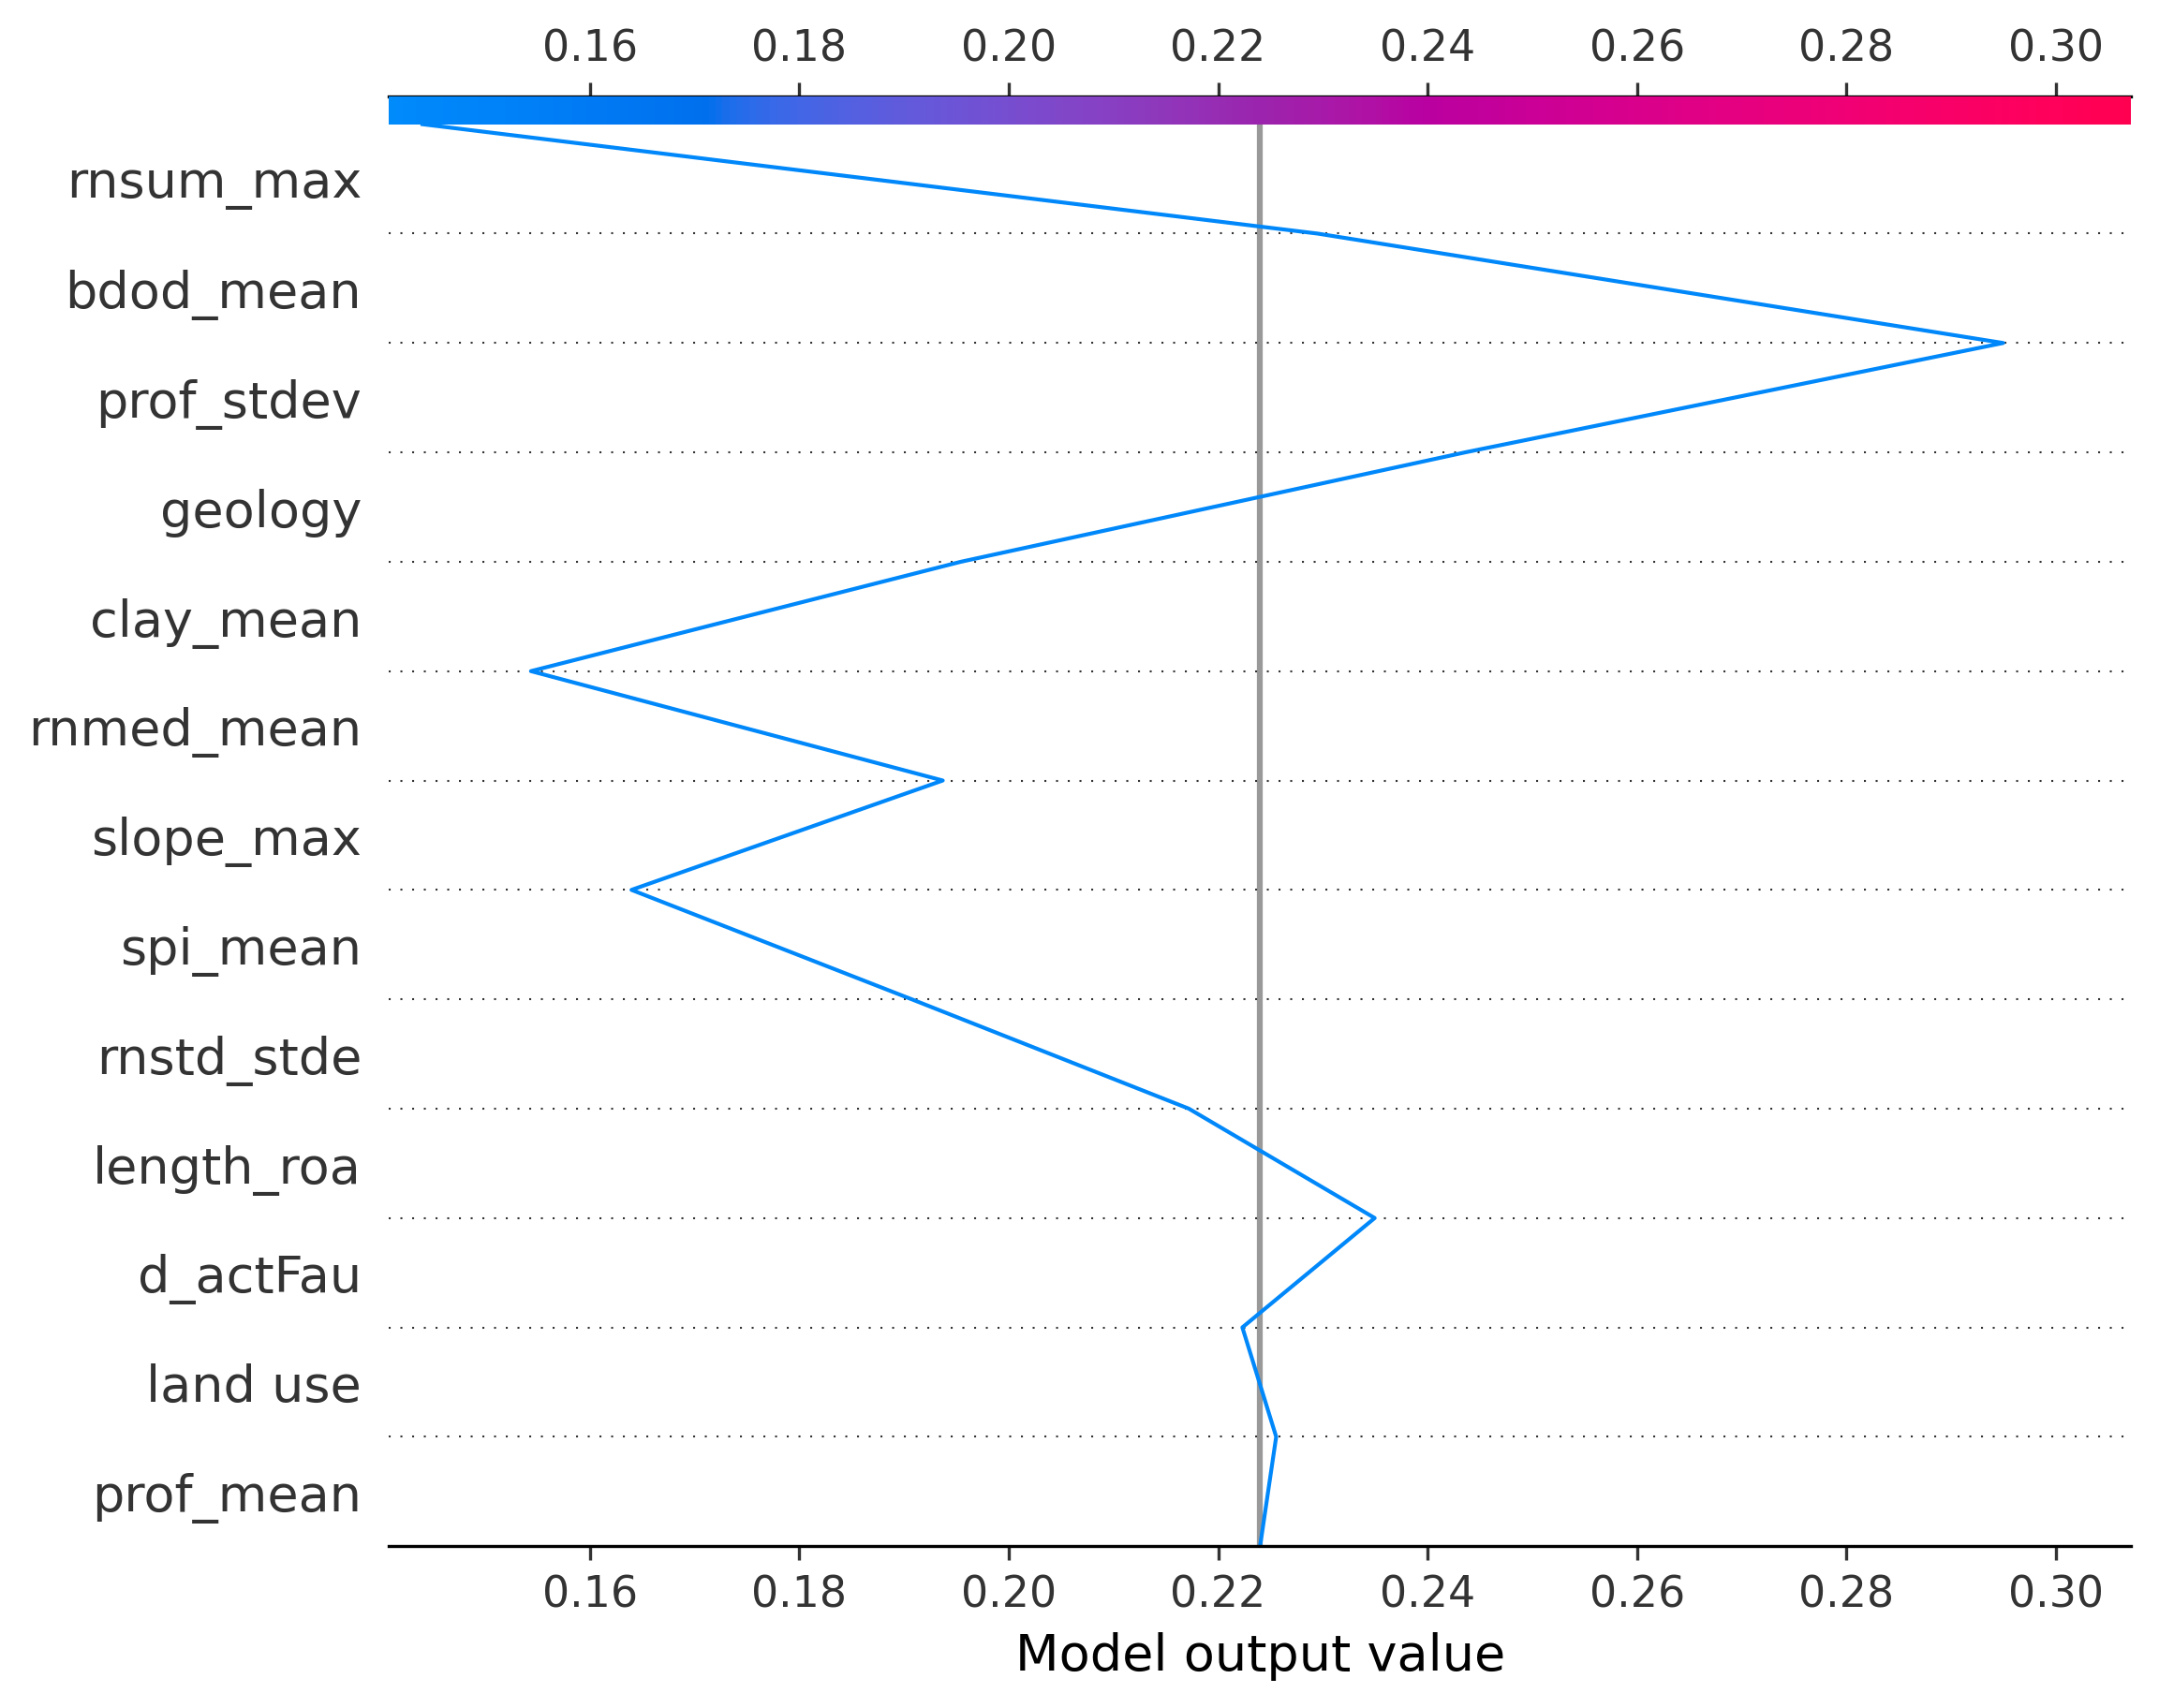 0.16 0.18 0.20 0.22 0.24 0.26 0.28 0.30
rnsum_max
bdod_mean
prof_stdev
geology
clay_mean
rnmed_mean
slope_max
spi_mean
rnstd_stde
length_roa
d_actFau
land use
prof_mean
0.16 0.18 0.20 0.22 0.24 0.26 0.28 0.30
Model output value